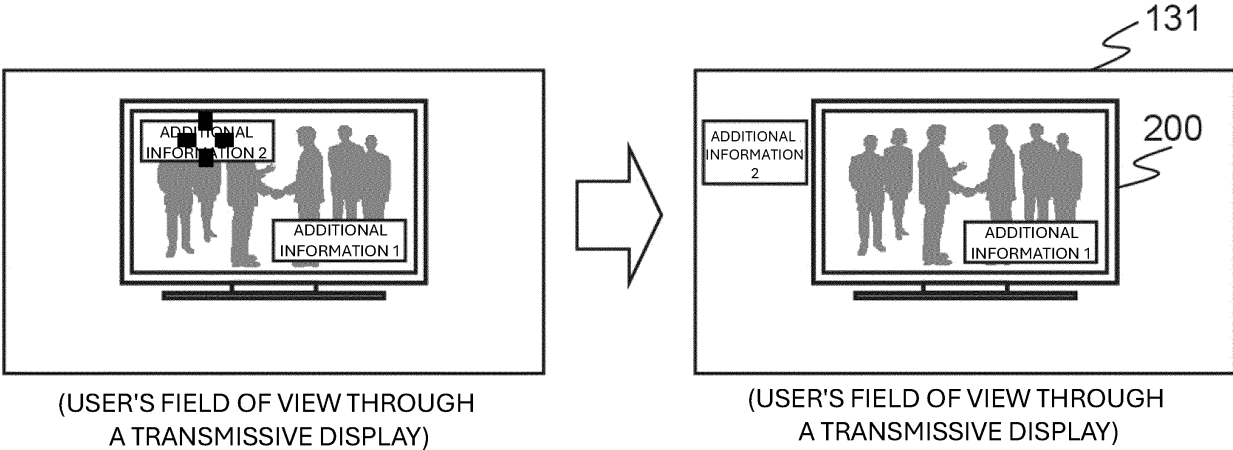 131
200
ADDITIONAL
INFORMATION 2
ADDITIONAL
INFORMATION 1
(USER'S FIELD OF VIEW THROUGH
A TRANSMISSIVE DISPLAY)
ADDITIONAL
INFORMATION
2
ADDITIONAL
INFORMATION 1
(USER'S FIELD OF VIEW THROUGH
A TRANSMISSIVE DISPLAY)